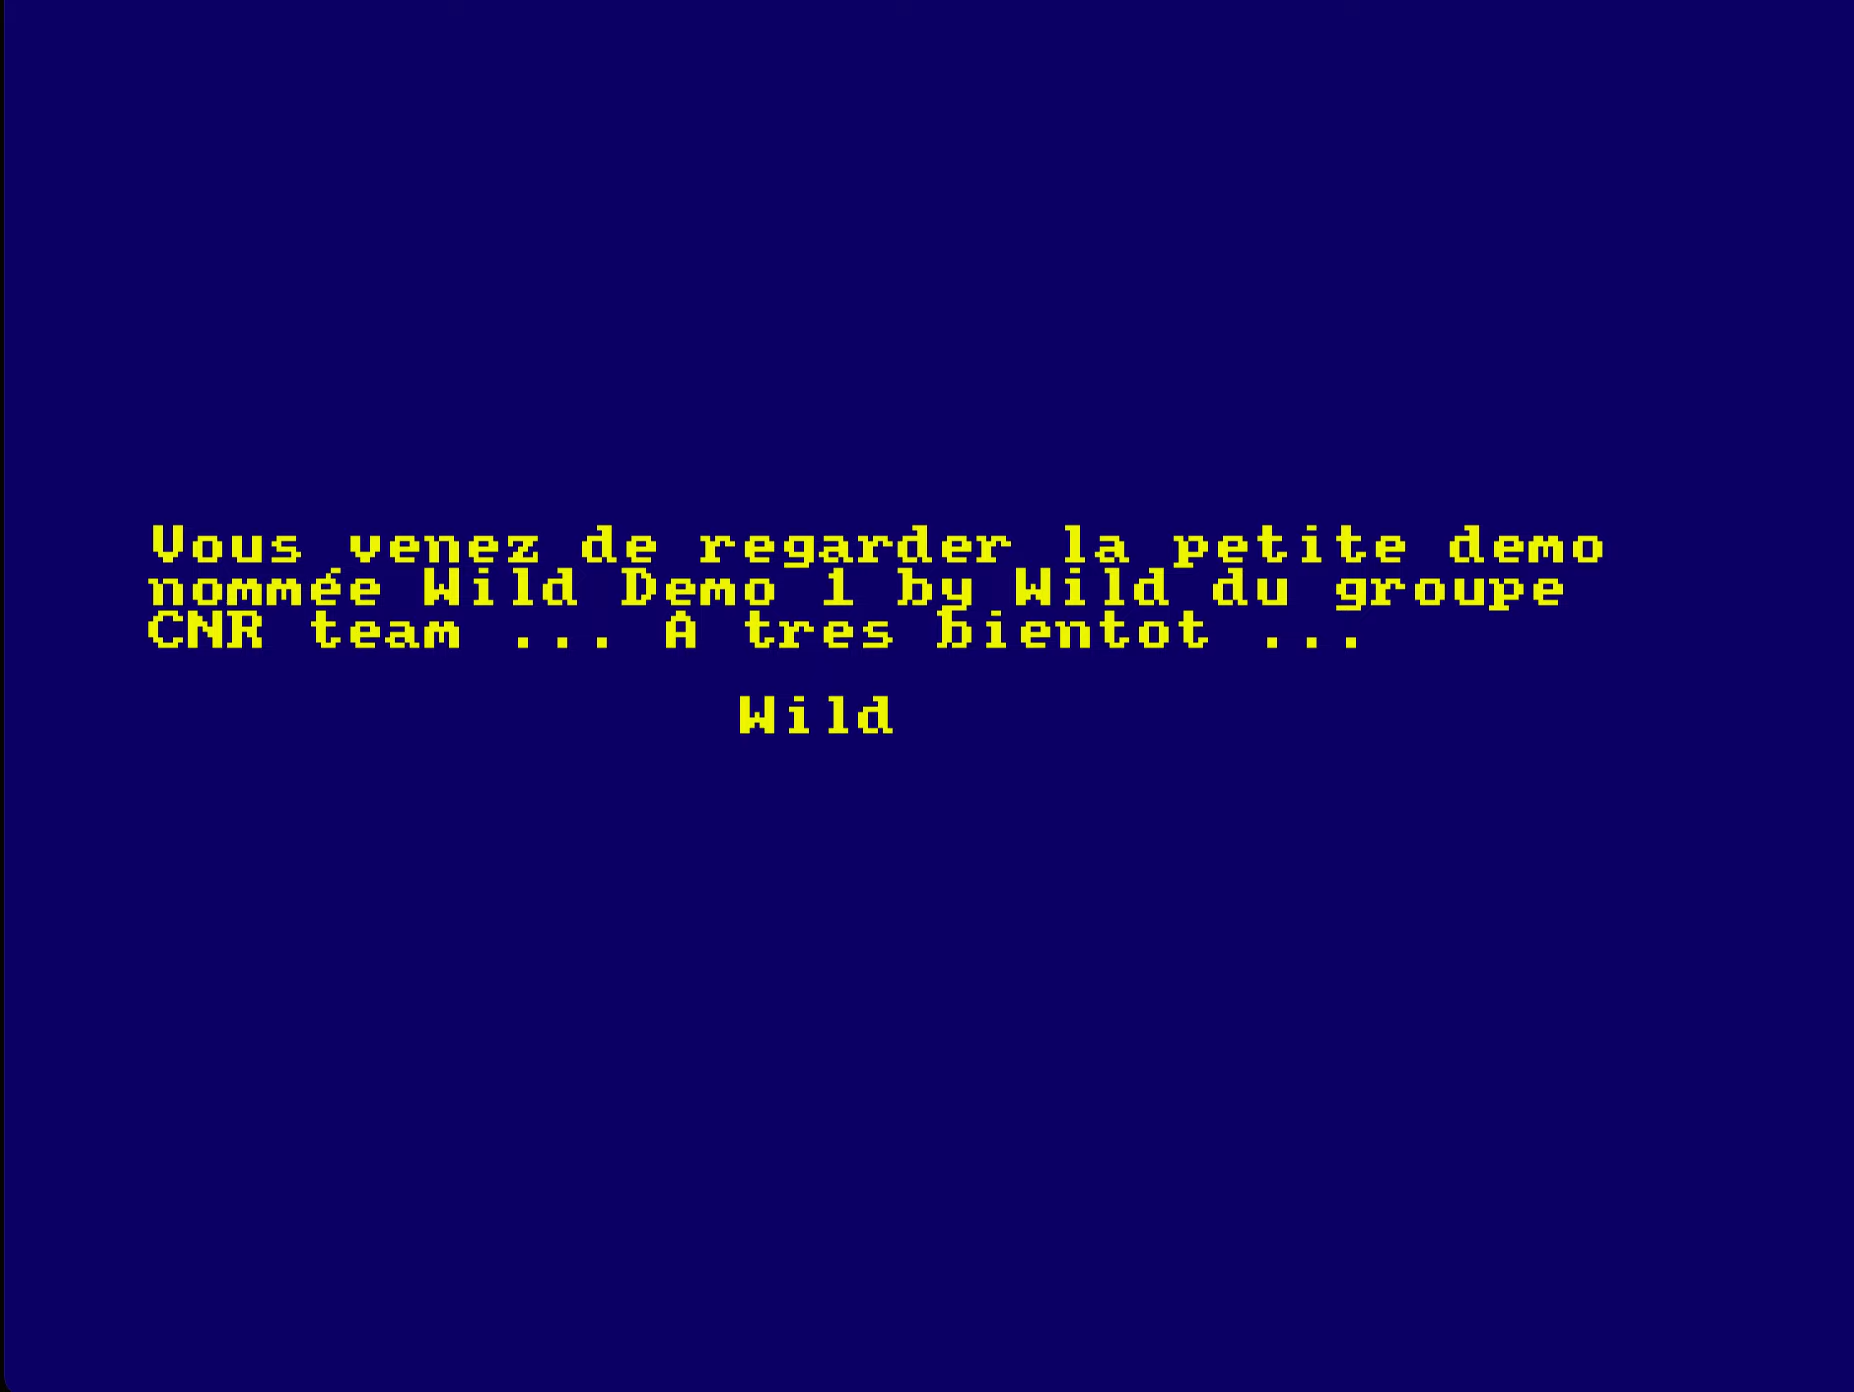 Vous venez de regarder la petite demo
nommée Wild Demo 1 by Wild du groupe
CNR team ... A tres bientot ...
Wild